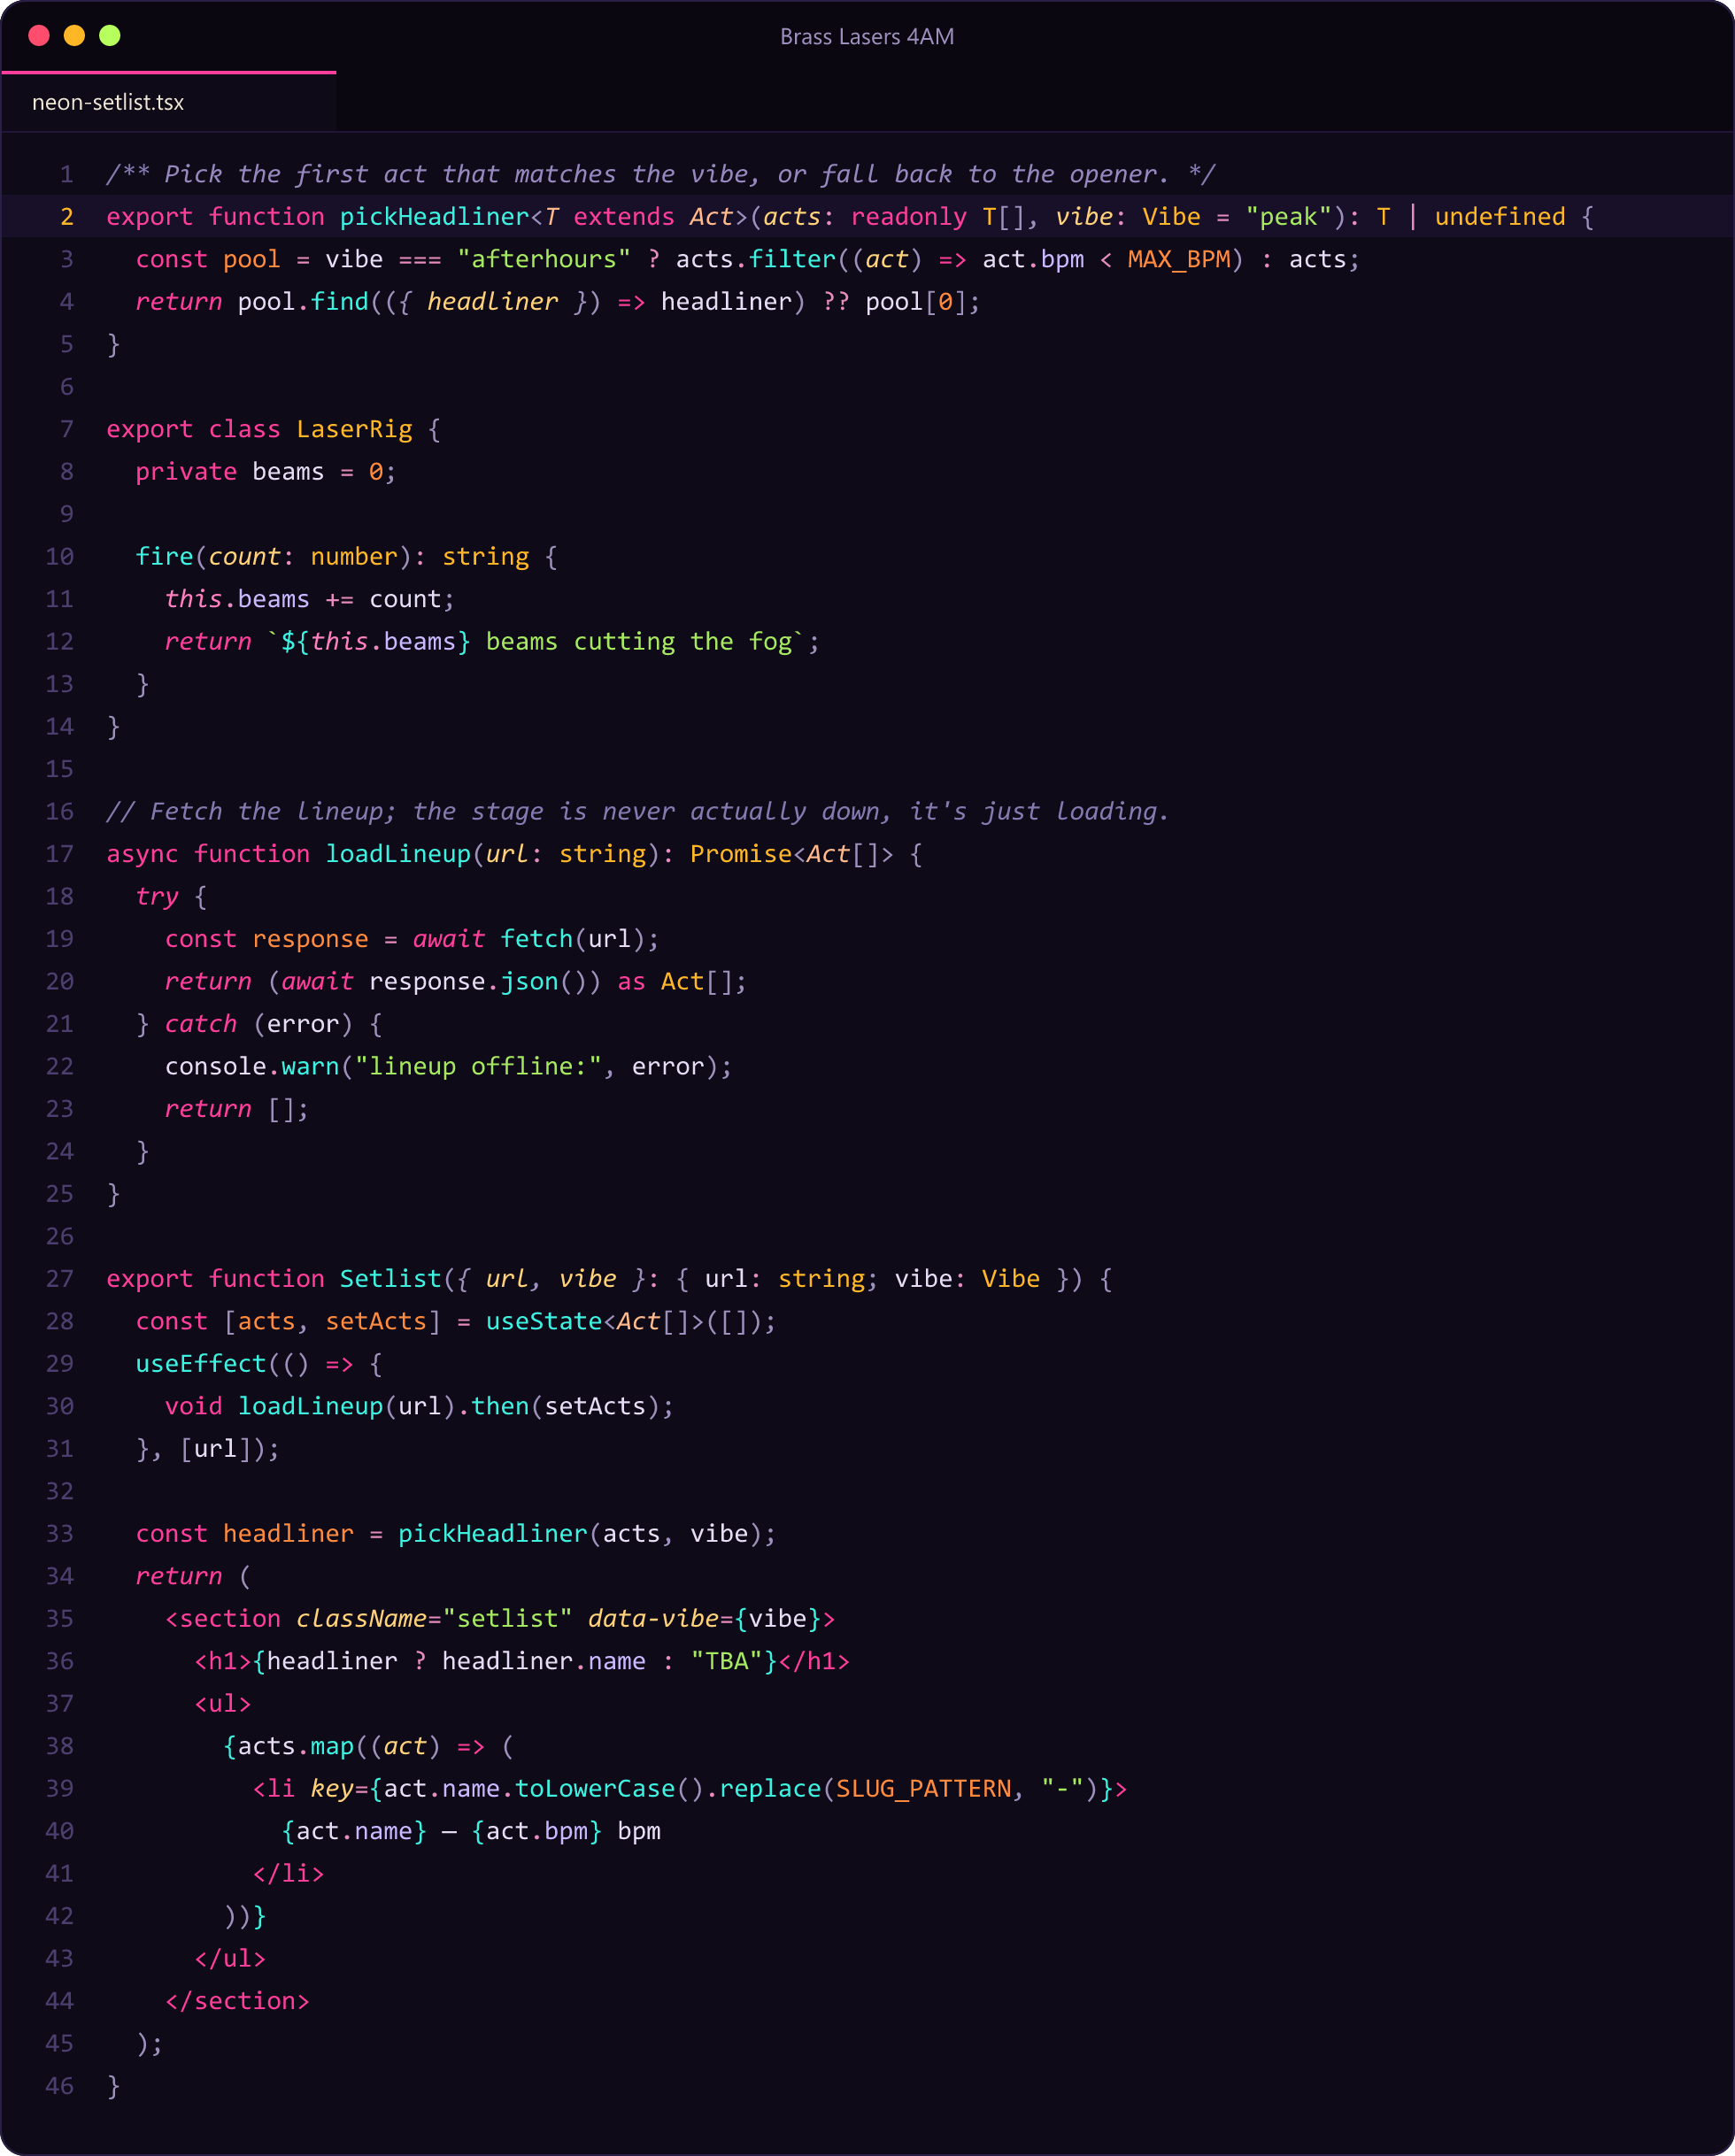 Brass Lasers 4AM
neon-setlist.tsx
1 /** Pick the first act that matches the vibe, or fall back to the opener. */
2 export function pickHeadliner<T extends Act>(acts: readonly T[], vibe: Vibe = "peak"): T | undefined {
3   const pool = vibe === "afterhours" ? acts.filter((act) => act.bpm < MAX_BPM) : acts;
4   return pool.find(({ headliner }) => headliner) ?? pool[0];
5 }
6
7 export class LaserRig {
8   private beams = 0;
9
10   fire(count: number): string {
11     this.beams += count;
12     return `${this.beams} beams cutting the fog`;
13   }
14 }
15
16 // Fetch the lineup; the stage is never actually down, it's just loading.
17 async function loadLineup(url: string): Promise<Act[]> {
18   try {
19     const response = await fetch(url);
20     return (await response.json()) as Act[];
21   } catch (error) {
22     console.warn("lineup offline:", error);
23     return [];
24   }
25 }
26
27 export function Setlist({ url, vibe }: { url: string; vibe: Vibe }) {
28   const [acts, setActs] = useState<Act[]>([]);
29   useEffect(() => {
30     void loadLineup(url).then(setActs);
31   }, [url]);
32
33   const headliner = pickHeadliner(acts, vibe);
34   return (
35     <section className="setlist" data-vibe={vibe}>
36       <h1>{headliner ? headliner.name : "TBA"}</h1>
37       <ul>
38         {acts.map((act) => (
39           <li key={act.name.toLowerCase().replace(SLUG_PATTERN, "-")}>
40             {act.name} — {act.bpm} bpm
41           </li>
42         ))}
43       </ul>
44     </section>
45   );
46 }